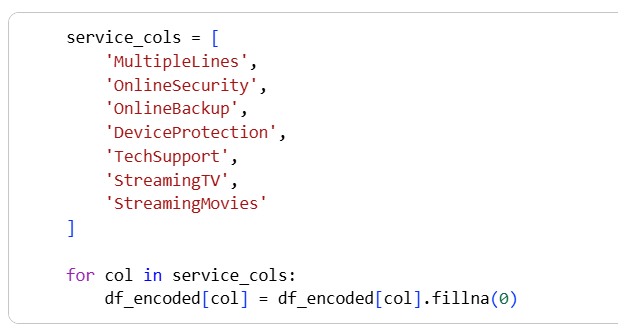 service_cols = [
    'MultipleLines',
    'OnlineSecurity',
    'OnlineBackup',
    'DeviceProtection',
    'TechSupport',
    'StreamingTV',
    'StreamingMovies'
]
for col in service_cols:
    df_encoded[col] = df_encoded[col].fillna(0)